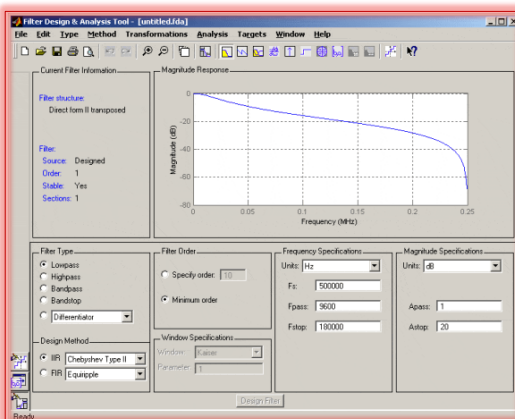 Filter Design & Analysis Tool - [untitled.fda]
File Edit Type Method Transformations Analysis Targets Window Help
Current Filter Information
Filter structure:
Direct form II transposed
Filter:
Source: Designed
Order: 1
Stable: Yes
Sections: 1
Magnitude Response
Magnitude (dB)
0
-20
-40
-60
-80
0 0.05 0.1 0.15 0.2 0.25
Frequency (MHz)
Filter Type
Lowpass
Highpass
Bandpass
Bandstop
Differentiator
Design Method
IIR Chebyshev Type II
FIR Equiripple
Filter Order
Specify order: 10
Minimum order
Window Specifications
Window: Kaiser
Parameter: 1
Frequency Specifications
Units: Hz
Fs: 500000
Fpass: 9600
Fstop: 180000
Magnitude Specifications
Units: dB
Apass: 1
Astop: 20
Design Filter
Ready